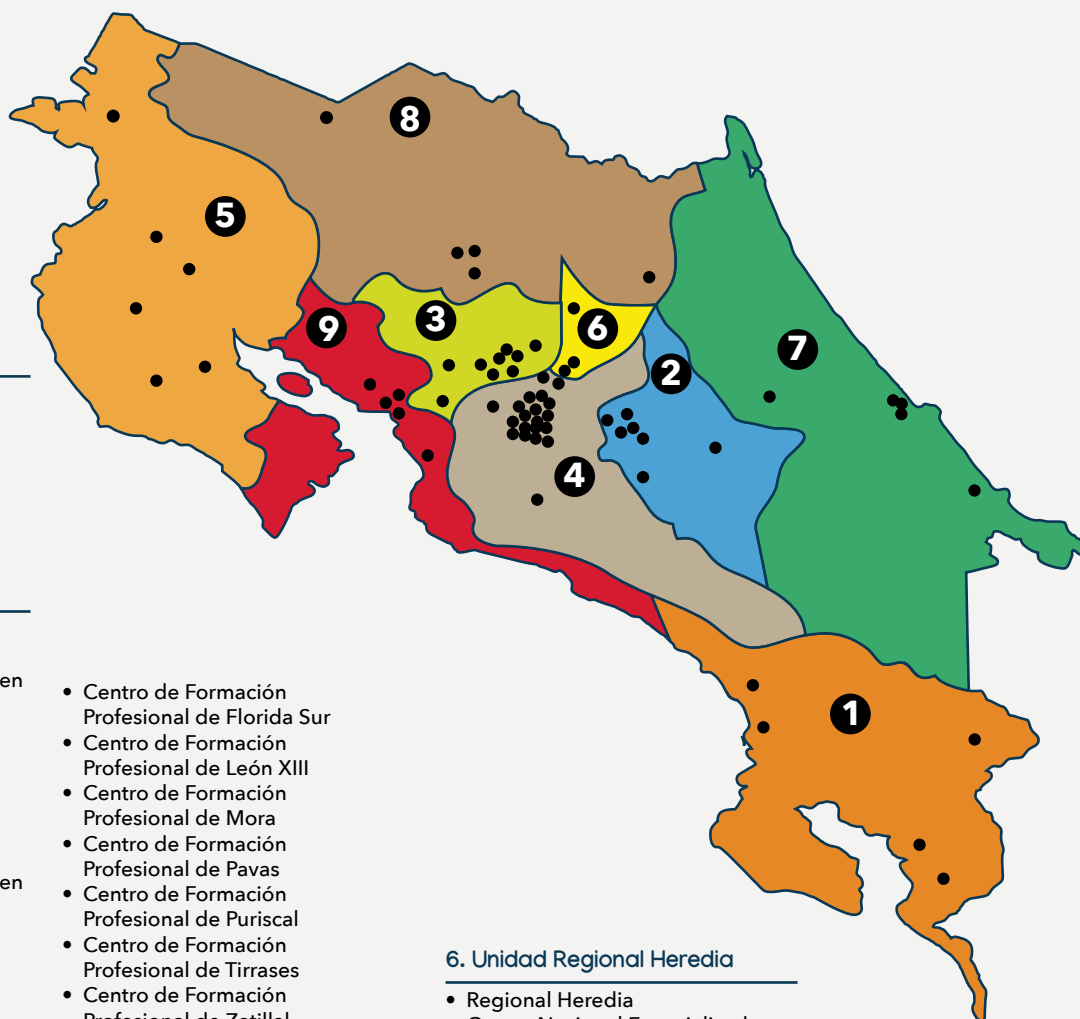 8
5
3
9
6
7
2
4
1
en
en
• Centro de Formación
Profesional de Florida Sur
• Centro de Formación
Profesional de León XIII
• Centro de Formación
Profesional de Mora
• Centro de Formación
Profesional de Pavas
• Centro de Formación
Profesional de Puriscal
• Centro de Formación
Profesional de Tirrases
• Centro de Formación
6. Unidad Regional Heredia
• Regional Heredia